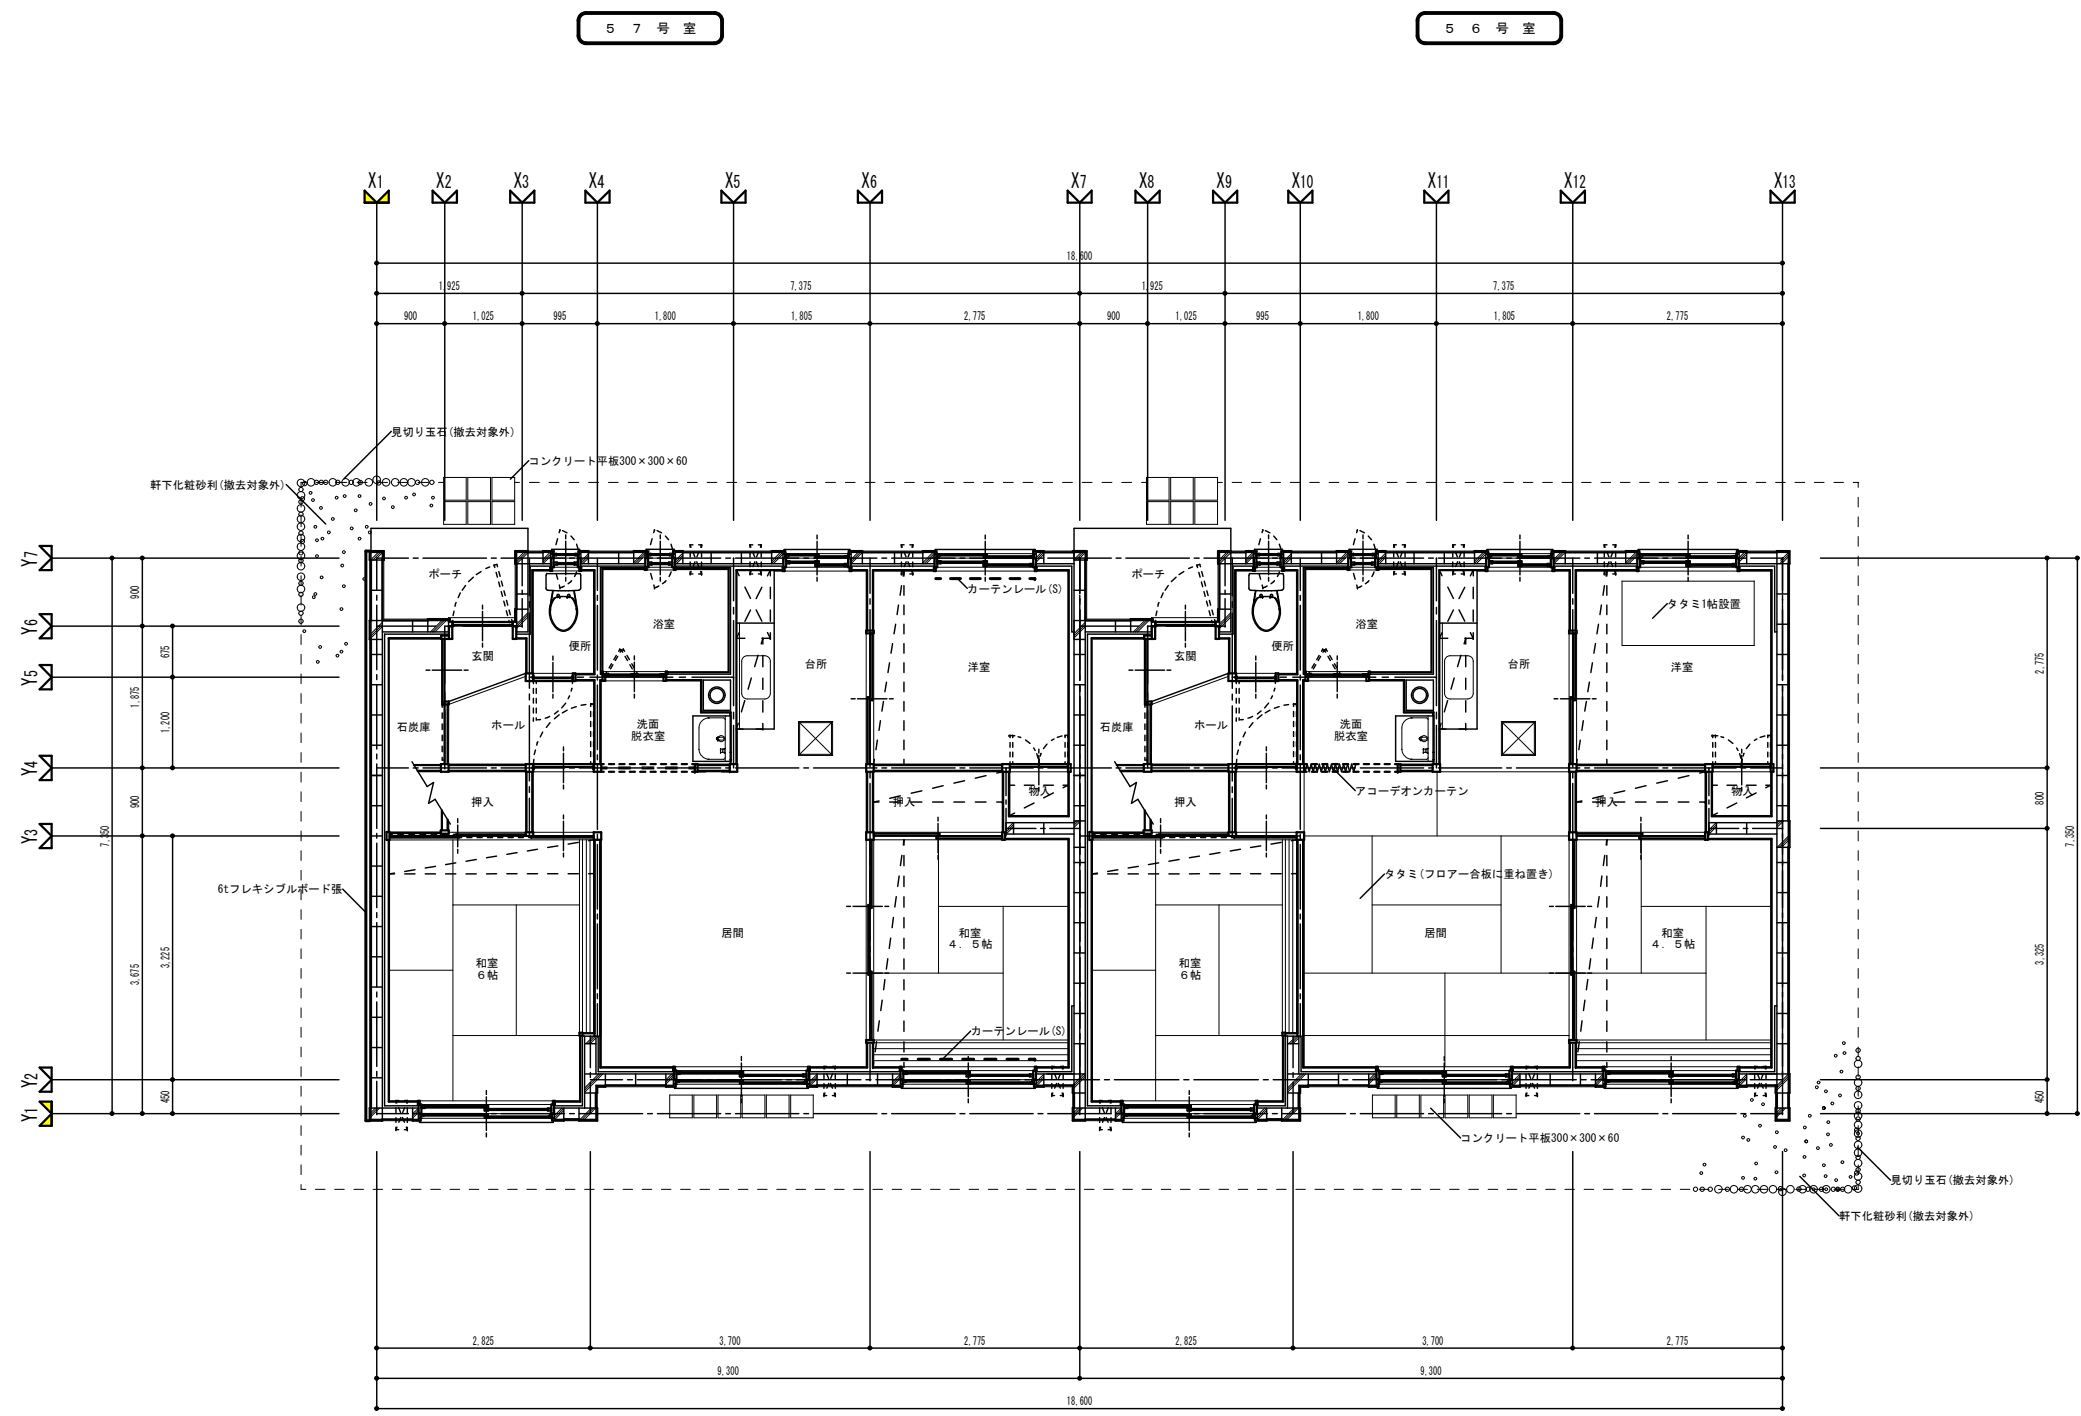 ５７号室
５６号室
X1 X2 X3 X4 X5 X6 X7 X8 X9 X10 X11 X12 X13
18,600
1,925 7,375 1,925 7,375
900 1,025 995 1,800 1,805 2,775 900 1,025 995 1,800 1,805 2,775
見切り玉石(撤去対象外)
コンクリート平板300×300×60
軒下化粧砂利(撤去対象外)
Y7
Y6
Y5
Y4
Y3
Y2
Y1
7,350
900
1,875
900
3,675
675
1,200
3,225
450
ポーチ
カーテンレール(S)
ポーチ
タタミ1帖設置
浴室
浴室
玄関
便所
台所
洋室
玄関
便所
台所
洋室
石炭庫
ホール
洗面
脱衣室
石炭庫
ホール
洗面
脱衣室
押入
押入
物入
アコーデオンカーテン
押入
押入
物入
6tフレキシブルボード張
タタミ(フロアー合板に重ね置き)
居間
和室
４．５帖
居間
和室
４．５帖
和室
６帖
和室
６帖
カーテンレール(S)
コンクリート平板300×300×60
見切り玉石(撤去対象外)
軒下化粧砂利(撤去対象外)
2,775
800
3,325
450
7,350
2,825 3,700 2,775 2,825 3,700 2,775
9,300 9,300
18,600